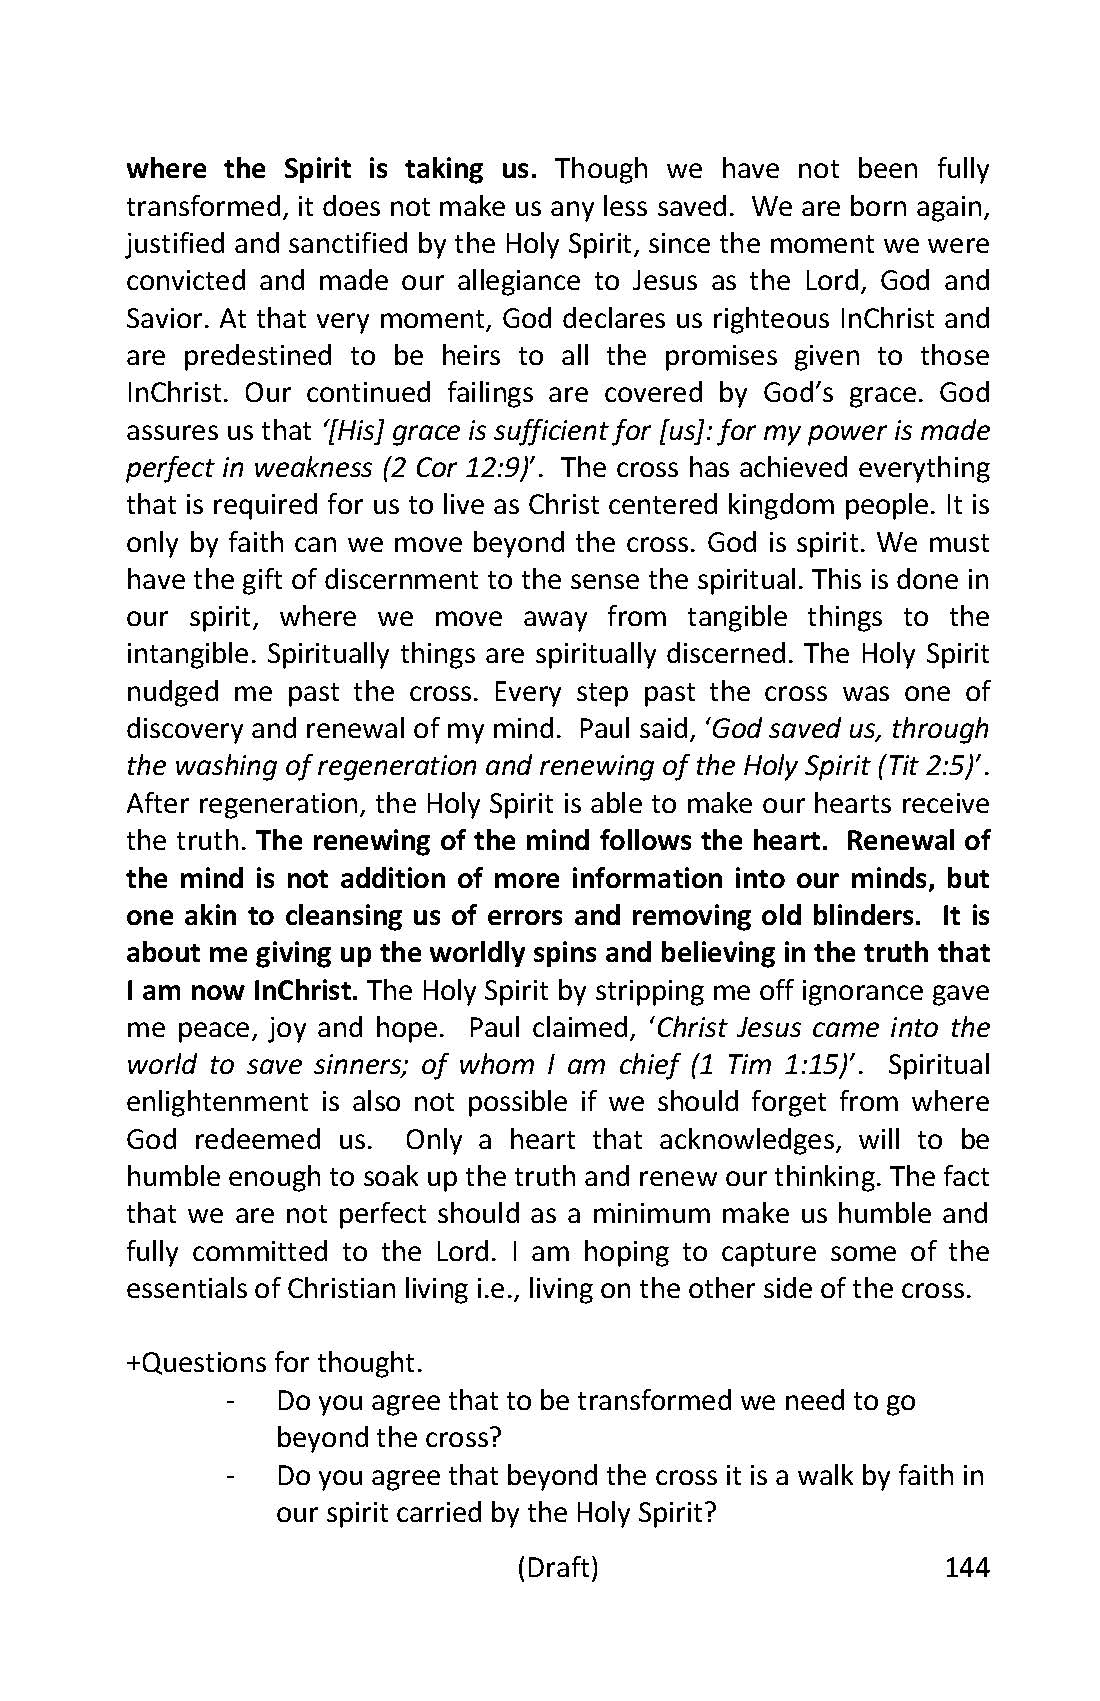 where the Spirit is taking us. Though we have not been fully
transformed, it does not make us any less saved.  We are born again,
justified and sanctified by the Holy Spirit, since the moment we were
convicted and made our allegiance to Jesus as the Lord, God and
Savior. At that very moment, God declares us righteous InChrist and
are predestined to be heirs to all the promises given to those
InChrist. Our continued failings are covered by God’s grace. God
assures us that ‘[His] grace is sufficient for [us]: for my power is made
perfect in weakness (2 Cor 12:9)’.  The cross has achieved everything
that is required for us to live as Christ centered kingdom people. It is
only by faith can we move beyond the cross. God is spirit. We must
have the gift of discernment to the sense the spiritual. This is done in
our spirit, where we move away from tangible things to the
intangible. Spiritually things are spiritually discerned. The Holy Spirit
nudged me past the cross. Every step past the cross was one of
discovery and renewal of my mind.  Paul said, ‘God saved us, through
the washing of regeneration and renewing of the Holy Spirit (Tit 2:5)’.
After regeneration, the Holy Spirit is able to make our hearts receive
the truth. The renewing of the mind follows the heart.  Renewal of
the mind is not addition of more information into our minds, but
one akin to cleansing us of errors and removing old blinders.  It is
about me giving up the worldly spins and believing in the truth that
I am now InChrist. The Holy Spirit by stripping me off ignorance gave
me peace, joy and hope.  Paul claimed, ‘Christ Jesus came into the
world to save sinners; of whom I am chief (1 Tim 1:15)’.  Spiritual
enlightenment is also not possible if we should forget from where
God redeemed us.  Only a heart that acknowledges, will to be
humble enough to soak up the truth and renew our thinking. The fact
that we are not perfect should as a minimum make us humble and
fully committed to the Lord. I am hoping to capture some of the
essentials of Christian living i.e., living on the other side of the cross.
+Questions for thought.
- Do you agree that to be transformed we need to go
beyond the cross?
- Do you agree that beyond the cross it is a walk by faith in
our spirit carried by the Holy Spirit?
(Draft) 144